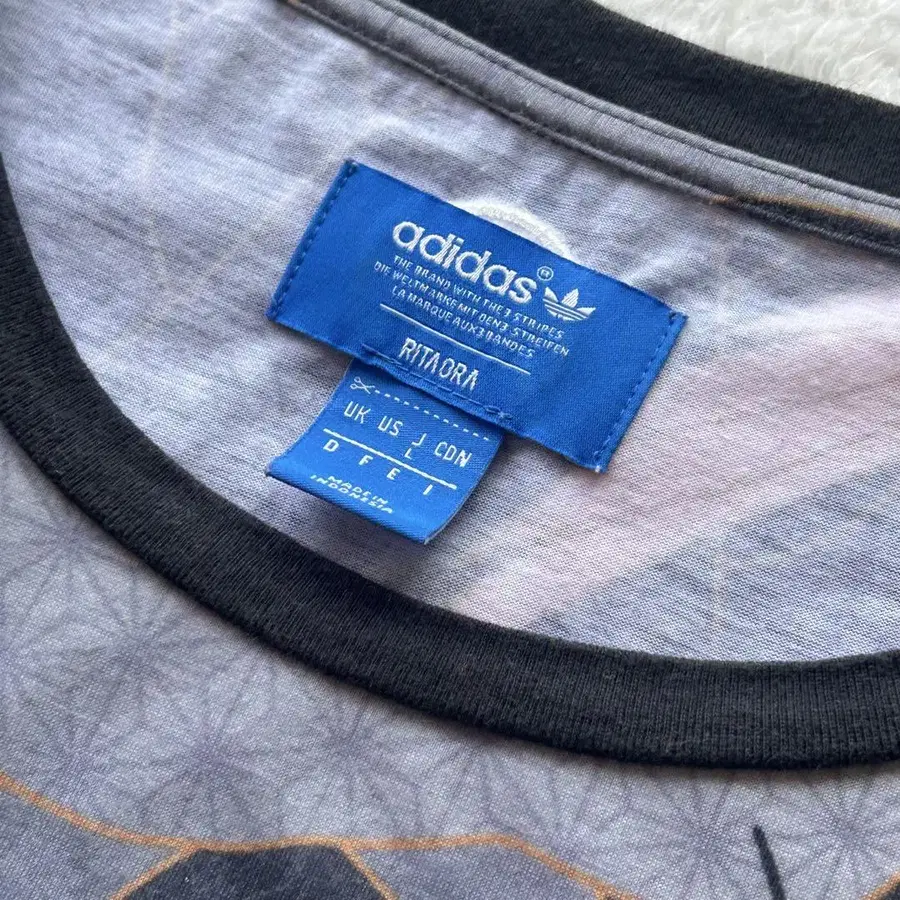 adidas®
THE BRAND WITH THE 3 STRIPES
DIE WELTMARKE MIT DEN 3 STREIFEN
LA MARQUE AUX 3 BANDES
RITA ORA
UK US J CDN
L
D F E I
MADE IN
INDONESIA